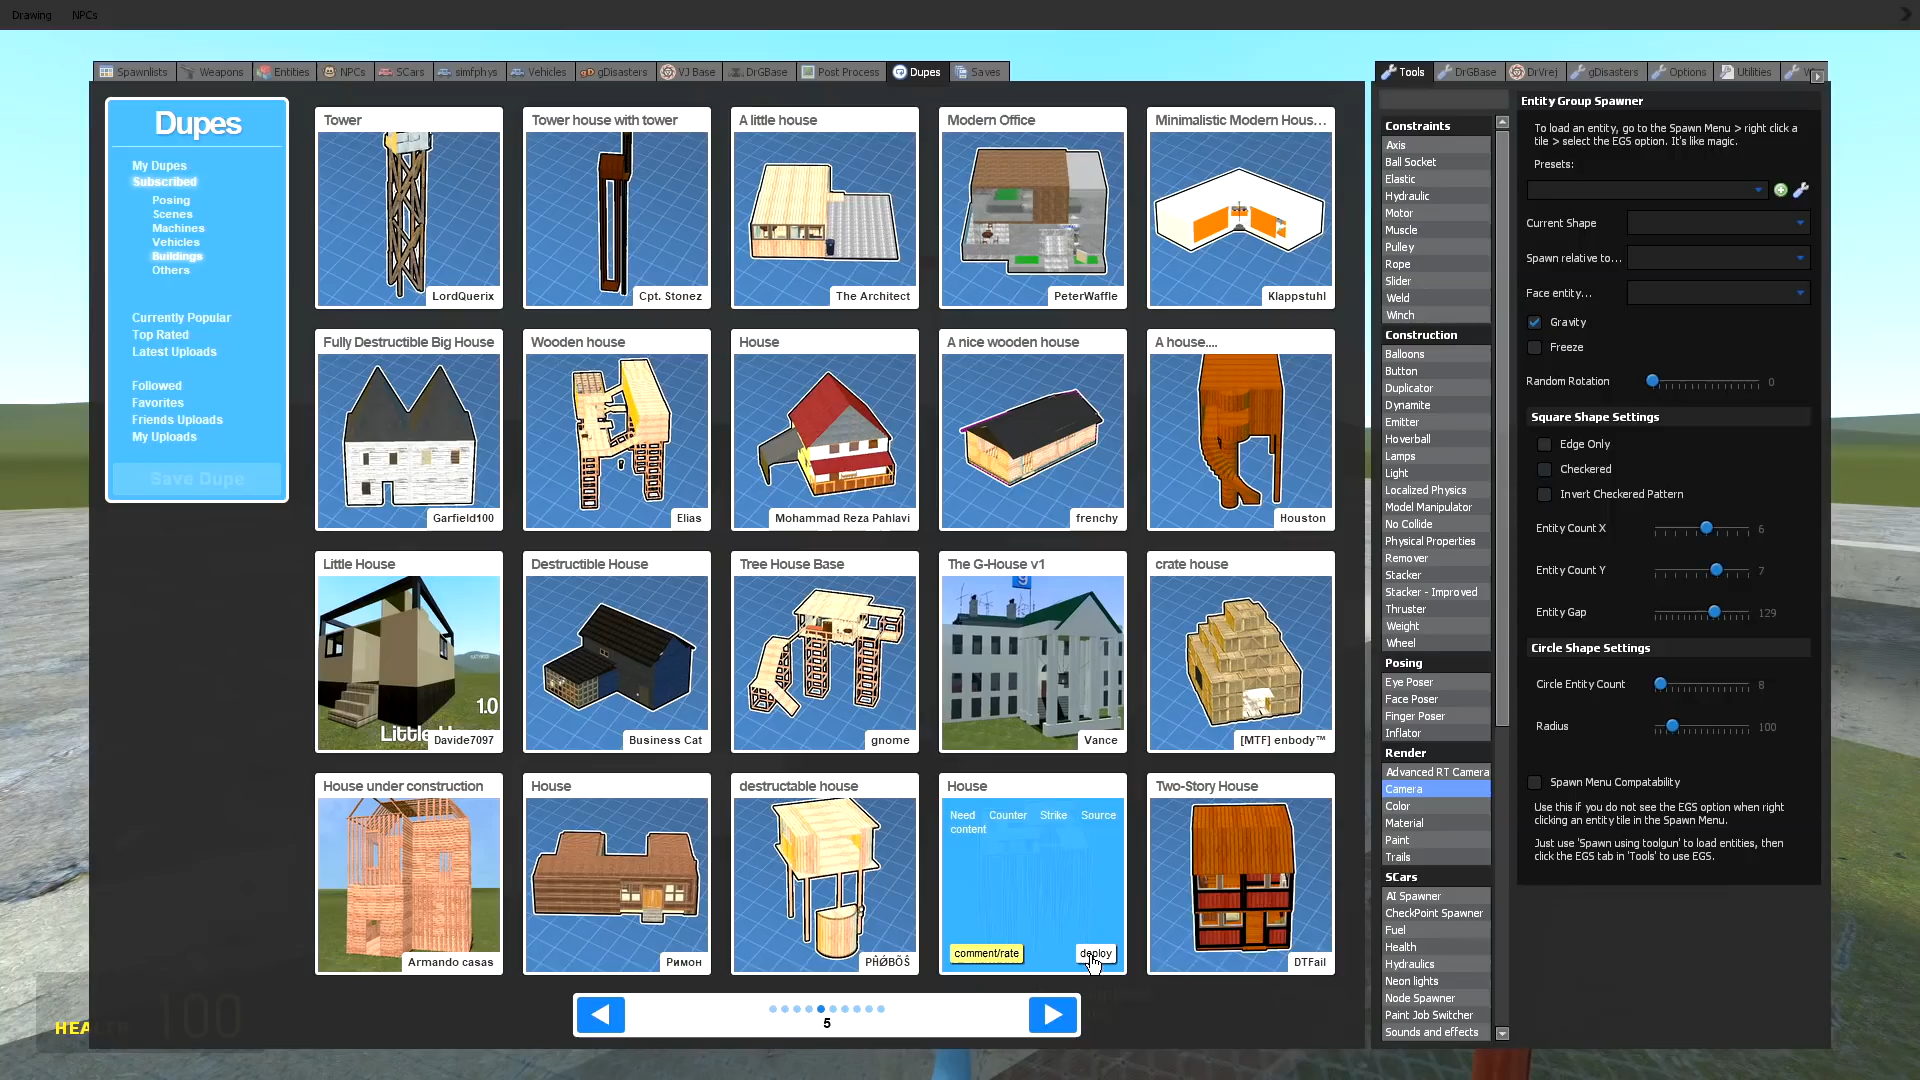 Drawing NPCs
Spawnlists Weapons Entities NPCs SCars simfphys Vehicles gDisasters VJ Base DrGBase Post Process Dupes Saves
Tools DrGBase DrVrej gDisasters Options Utilities
Dupes
My Dupes
Subscribed
Posing
Scenes
Machines
Vehicles
Buildings
Others
Currently Popular
Top Rated
Latest Uploads
Followed
Favorites
Friends Uploads
My Uploads
Save Dupe
Tower
LordQuerix
Tower house with tower
Cpt. Stonez
A little house
The Architect
Modern Office
PeterWaffle
Minimalistic Modern Hous...
Klappstuhl
Fully Destructible Big House
Garfield100
Wooden house
Elias
House
Mohammad Reza Pahlavi
A nice wooden house
frenchy
A house....
Houston
Little House
1.0
Little
Davide7097
Destructible House
Business Cat
Tree House Base
gnome
The G-House v1
9
Vance
crate house
[MTF] enbody™
House under construction
Armando casas
House
Римон
destructable house
PĤØBÕŜ
House
Need Counter Strike Source
content
comment/rate
deploy
Two-Story House
DTFail
5
HEA
100
Constraints
Axis
Ball Socket
Elastic
Hydraulic
Motor
Muscle
Pulley
Rope
Slider
Weld
Winch
Construction
Balloons
Button
Duplicator
Dynamite
Emitter
Hoverball
Lamps
Light
Localized Physics
Model Manipulator
No Collide
Physical Properties
Remover
Stacker
Stacker - Improved
Thruster
Weight
Wheel
Posing
Eye Poser
Face Poser
Finger Poser
Inflator
Render
Advanced RT Camera
Camera
Color
Material
Paint
Trails
SCars
AI Spawner
CheckPoint Spawner
Fuel
Health
Hydraulics
Neon lights
Node Spawner
Paint Job Switcher
Sounds and effects
Entity Group Spawner
To load an entity, go to the Spawn Menu > right click a
tile > select the EGS option. It's like magic.
Presets:
Current Shape
Spawn relative to...
Face entity...
Gravity
Freeze
Random Rotation 0
Square Shape Settings
Edge Only
Checkered
Invert Checkered Pattern
Entity Count X 6
Entity Count Y 7
Entity Gap 129
Circle Shape Settings
Circle Entity Count 8
Radius 100
Spawn Menu Compatability
Use this if you do not see the EGS option when right
clicking an entity tile in the Spawn Menu.
Just use 'Spawn using toolgun' to load entities, then
click the EGS tab in 'Tools' to use EGS.